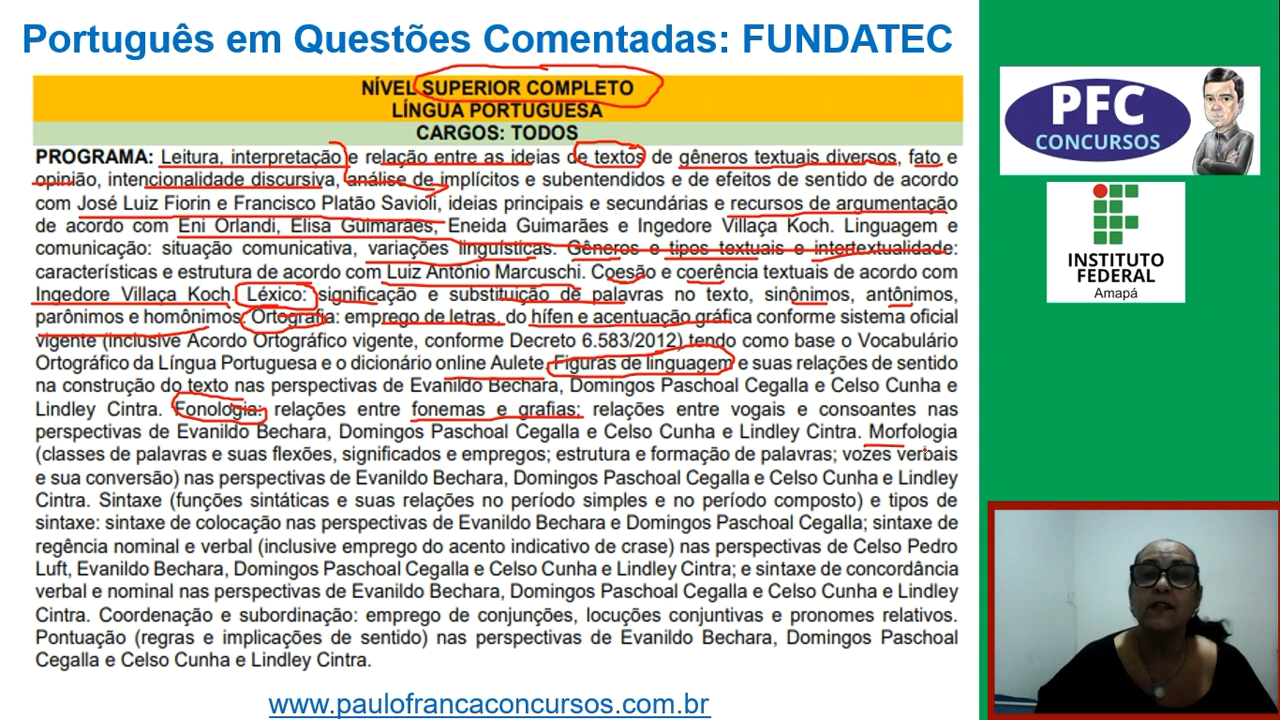 Português em Questões Comentadas: FUNDATEC
NÍVEL SUPERIOR COMPLETO
LÍNGUA PORTUGUESA
CARGOS: TODOS
PROGRAMA: Leitura, interpretação e relação entre as ideias de textos de gêneros textuais diversos, fato e
opinião, intencionalidade discursiva, análise de implícitos e subentendidos e de efeitos de sentido de acordo
com José Luiz Fiorin e Francisco Platão Savioli, ideias principais e secundárias e recursos de argumentação
de acordo com Eni Orlandi, Elisa Guimarães, Eneida Guimarães e Ingedore Villaça Koch. Linguagem e
comunicação: situação comunicativa, variações linguísticas. Gêneros e tipos textuais e intertextualidade:
características e estrutura de acordo com Luiz Antônio Marcuschi. Coesão e coerência textuais de acordo com
Ingedore Villaça Koch. Léxico: significação e substituição de palavras no texto, sinônimos, antônimos,
parônimos e homônimos. Ortografia: emprego de letras, do hífen e acentuação gráfica conforme sistema oficial
vigente (inclusive Acordo Ortográfico vigente, conforme Decreto 6.583/2012) tendo como base o Vocabulário
Ortográfico da Língua Portuguesa e o dicionário online Aulete. Figuras de linguagem e suas relações de sentido
na construção do texto nas perspectivas de Evanildo Bechara, Domingos Paschoal Cegalla e Celso Cunha e
Lindley Cintra. Fonologia: relações entre fonemas e grafias; relações entre vogais e consoantes nas
perspectivas de Evanildo Bechara, Domingos Paschoal Cegalla e Celso Cunha e Lindley Cintra. Morfologia
(classes de palavras e suas flexões, significados e empregos; estrutura e formação de palavras; vozes verbais
e sua conversão) nas perspectivas de Evanildo Bechara, Domingos Paschoal Cegalla e Celso Cunha e Lindley
Cintra. Sintaxe (funções sintáticas e suas relações no período simples e no período composto) e tipos de
sintaxe: sintaxe de colocação nas perspectivas de Evanildo Bechara e Domingos Paschoal Cegalla; sintaxe de
regência nominal e verbal (inclusive emprego do acento indicativo de crase) nas perspectivas de Celso Pedro
Luft, Evanildo Bechara, Domingos Paschoal Cegalla e Celso Cunha e Lindley Cintra; e sintaxe de concordância
verbal e nominal nas perspectivas de Evanildo Bechara, Domingos Paschoal Cegalla e Celso Cunha e Lindley
Cintra. Coordenação e subordinação: emprego de conjunções, locuções conjuntivas e pronomes relativos.
Pontuação (regras e implicações de sentido) nas perspectivas de Evanildo Bechara, Domingos Paschoal
Cegalla e Celso Cunha e Lindley Cintra.
www.paulofrancaconcursos.com.br
PFC
CONCURSOS
INSTITUTO
FEDERAL
Amapá